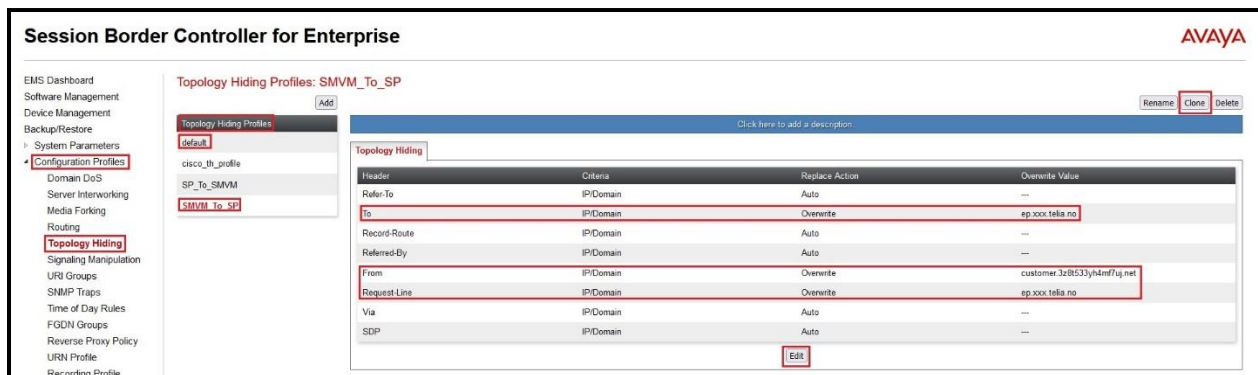 Session Border Controller for Enterprise
AVAYA
EMS Dashboard
Software Management
Device Management
Backup/Restore
System Parameters
Configuration Profiles
Domain DoS
Server Interworking
Media Forking
Routing
Topology Hiding
Signaling Manipulation
URI Groups
SNMP Traps
Time of Day Rules
FGDN Groups
Reverse Proxy Policy
URN Profile
Recording Profile
Topology Hiding Profiles: SMVM_To_SP
Add
Rename Clone Delete
Topology Hiding Profiles
default
cisco_th_profile
SP_To_SMVM
SMVM_To_SP
Click here to add a description.
Topology Hiding
Header Criteria Replace Action Overwrite Value
Refer-To IP/Domain Auto ---
To IP/Domain Overwrite ep.xxx.telia.no
Record-Route IP/Domain Auto ---
Referred-By IP/Domain Auto ---
From IP/Domain Overwrite customer.3z8t533yh4mf7uj.net
Request-Line IP/Domain Overwrite ep.xxx.telia.no
Via IP/Domain Auto ---
SDP IP/Domain Auto ---
Edit